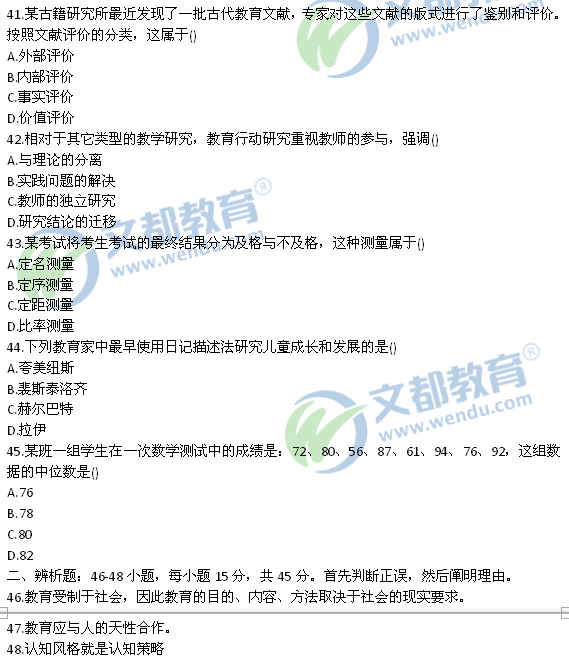 41.某古籍研究所最近发现了一批古代教育文献，专家对这些文献的版式进行了鉴别和评价。
按照文献评价的分类，这属于()
A.外部评价
B.内部评价
C.事实评价
D.价值评价
42.相对于其它类型的教学研究，教育行动研究重视教师的参与，强调()
A.与理论的分离
B.实践问题的解决
C.教师的独立研究
D.研究结论的迁移
43.某考试将考生考试的最终结果分为及格与不及格，这种测量属于()
A.定名测量
B.定序测量
C.定距测量
D.比率测量
44.下列教育家中最早使用日记描述法研究儿童成长和发展的是()
A.夸美纽斯
B.裴斯泰洛齐
C.赫尔巴特
D.拉伊
45.某班一组学生在一次数学测试中的成绩是：72、80、56、87、61、94、76、92，这组数
据的中位数是()
A.76
B.78
C.80
D.82
二、辨析题：46-48小题，每小题15分，共45分。首先判断正误，然后阐明理由。
46.教育受制于社会，因此教育的目的、内容、方法取决于社会的现实要求。
47.教育应与人的天性合作。
48.认知风格就是认知策略
文都教育®
www.wendu.com
文都教育®
www.wendu.com
www.wendu.com